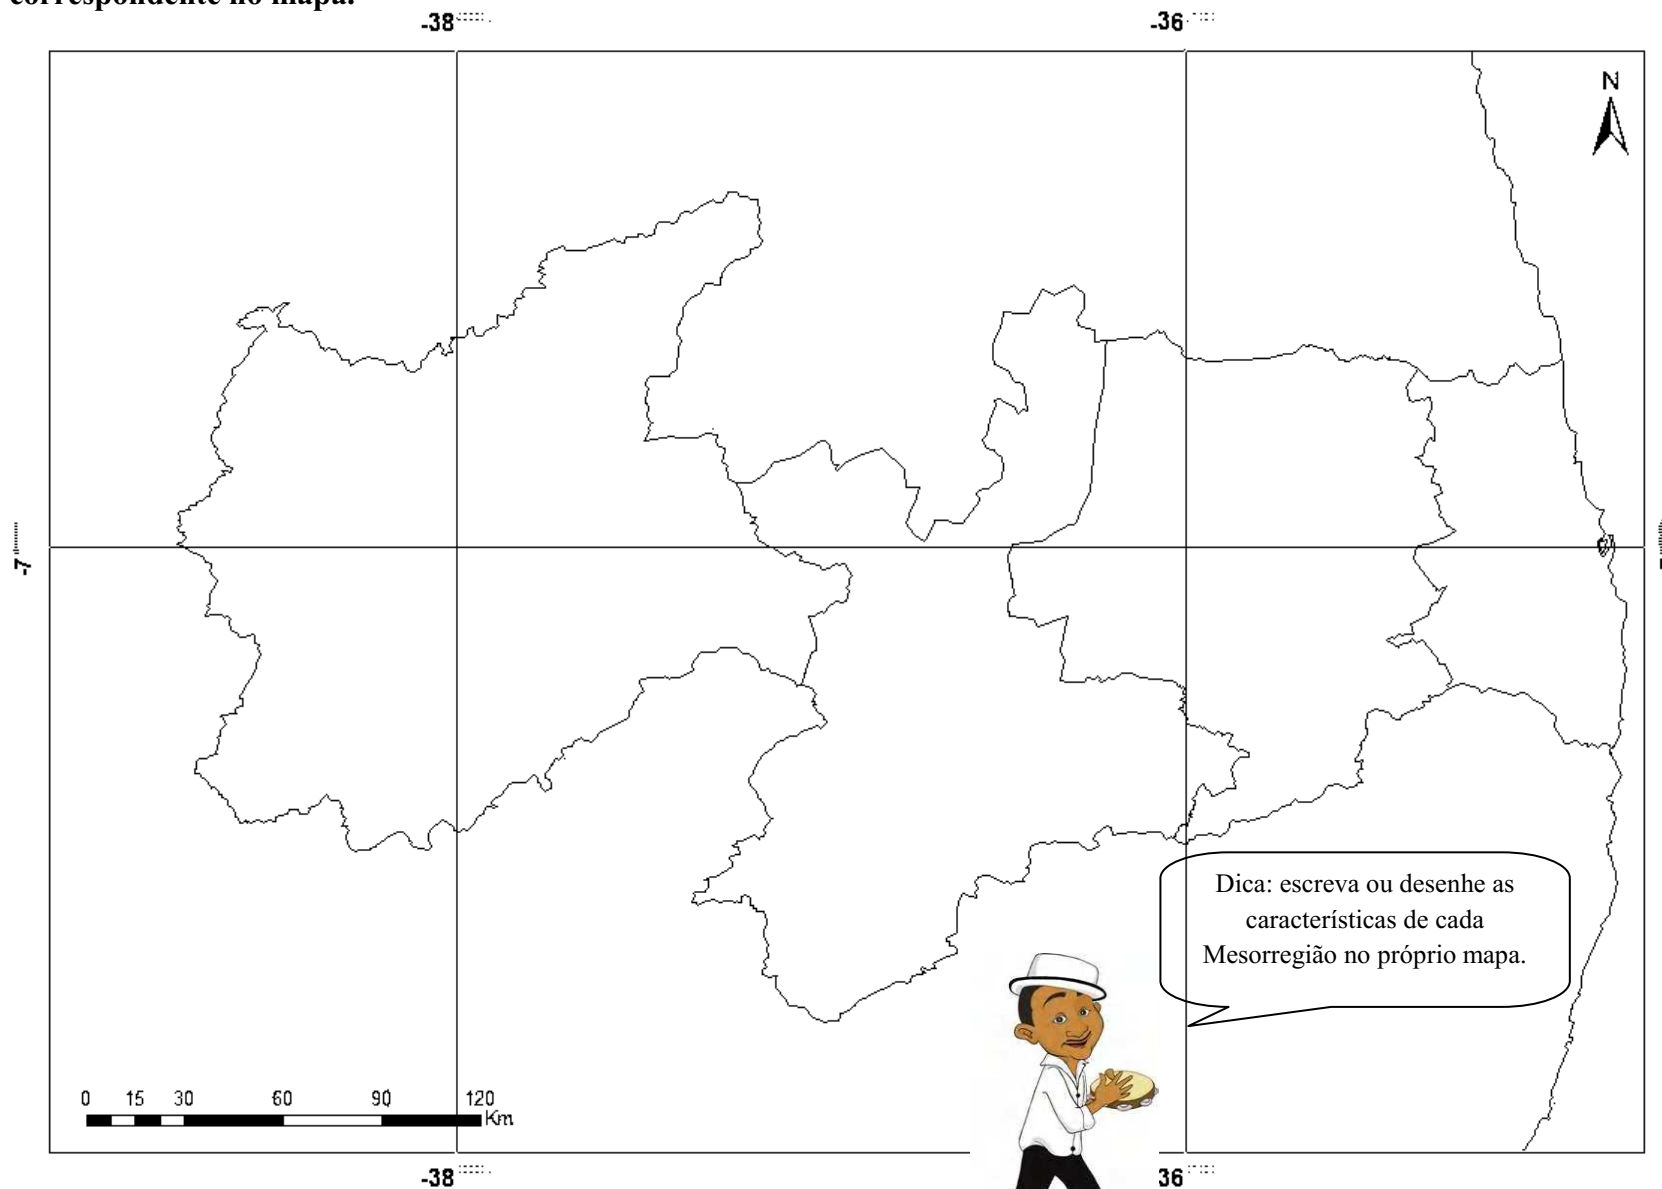 correspondente no mapa.
-38
-36
N
-7
Dica: escreva ou desenhe as
características de cada
Mesorregião no próprio mapa.
0 15 30 60 90 120
Km
-38
36